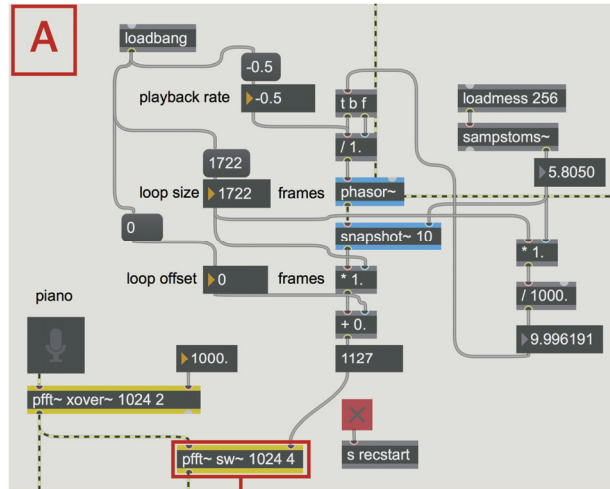 A
loadbang
-0.5
playback rate
-0.5
t b f
loadmess 256
/ 1.
sampstoms~
1722
5.8050
loop size
1722
frames
phasor~
0
snapshot~ 10
* 1.
loop offset
0
frames
* 1.
/ 1000.
piano
+ 0.
9.996191
1000.
1127
pfft~ xover~ 1024 2
pfft~ sw~ 1024 4
s recstart